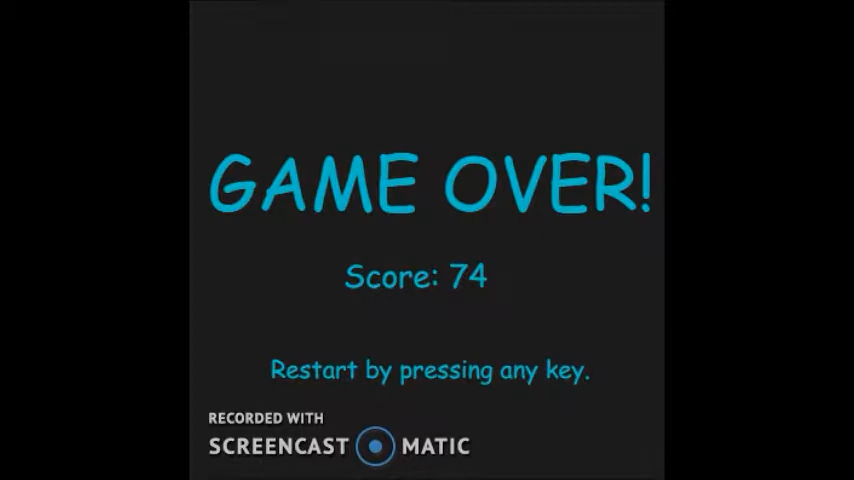 GAME OVER!
Score: 74
Restart by pressing any key.
RECORDED WITH
SCREENCAST MATIC